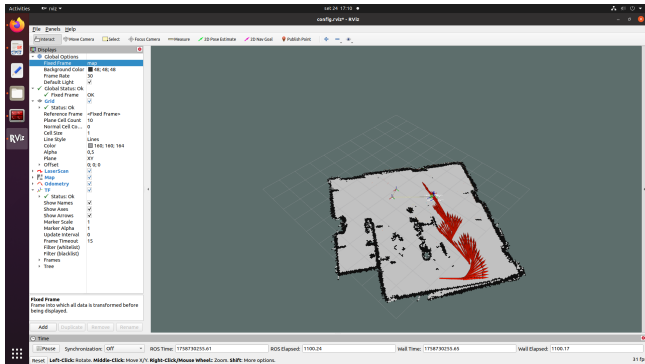 Activities
rviz
set 24 17:10
config.rviz* - RViz
File Panels Help
Interact Move Camera Select Focus Camera Measure 2D Pose Estimate 2D Nav Goal Publish Point
Displays
Global Options
Fixed Frame map
Background Color 48; 48; 48
Frame Rate 30
Default Light
Global Status: Ok
Fixed Frame OK
Grid
Status: Ok
Reference Frame <Fixed Frame>
Plane Cell Count 10
Normal Cell Co... 0
Cell Size 1
Line Style Lines
Color 160; 160; 164
Alpha 0,5
Plane XY
Offset 0; 0; 0
LaserScan
Map
Odometry
TF
Status: Ok
Show Names
Show Axes
Show Arrows
Marker Scale 1
Marker Alpha 1
Update Interval 0
Frame Timeout 15
Filter (whitelist)
Filter (blacklist)
Frames
Tree
RViz
Fixed Frame
Frame into which all data is transformed before
being displayed.
Add Duplicate Remove Rename
Time
Pause Synchronization: Off ROS Time: 1758730255.61 ROS Elapsed: 1100.24 Wall Time: 1758730255.65 Wall Elapsed: 1100.17
Reset Left-Click: Rotate. Middle-Click: Move X/Y. Right-Click/Mouse Wheel: Zoom. Shift: More options. 31 fp